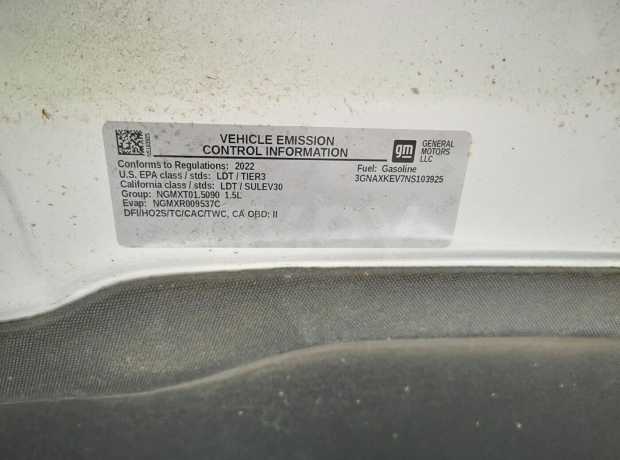 VEHICLE EMISSION
CONTROL INFORMATION
gm
GENERAL
MOTORS
LLC
Conforms to Regulations: 2022
Fuel: Gasoline
U.S. EPA class / stds: LDT / TIER3
3GNAXKEV7NS103925
California class / stds: LDT / SULEV30
Group: NGMXT01.5090 1.5L
Evap: NGMXR009537C
DFI/HO2S/TC/CAC/TWC, CA OBD: II